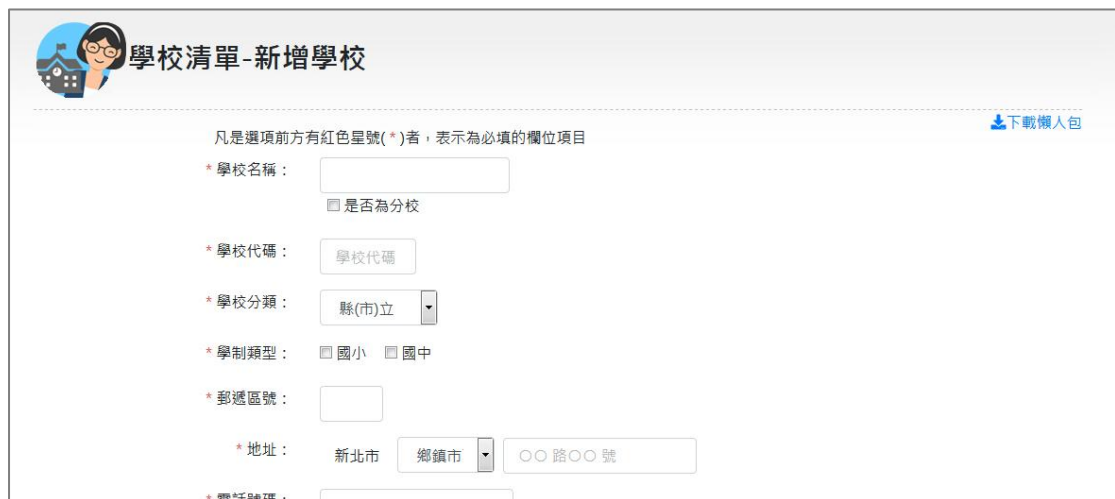 學校清單-新增學校
下載懶人包
凡是選項前方有紅色星號(*)者，表示為必填的欄位項目
* 學校名稱：
是否為分校
* 學校代碼： 學校代碼
* 學校分類： 縣(市)立
* 學制類型： 國小 國中
* 郵遞區號：
* 地址： 新北市 鄉鎮市 ○○ 路○○ 號
* 電話號碼：